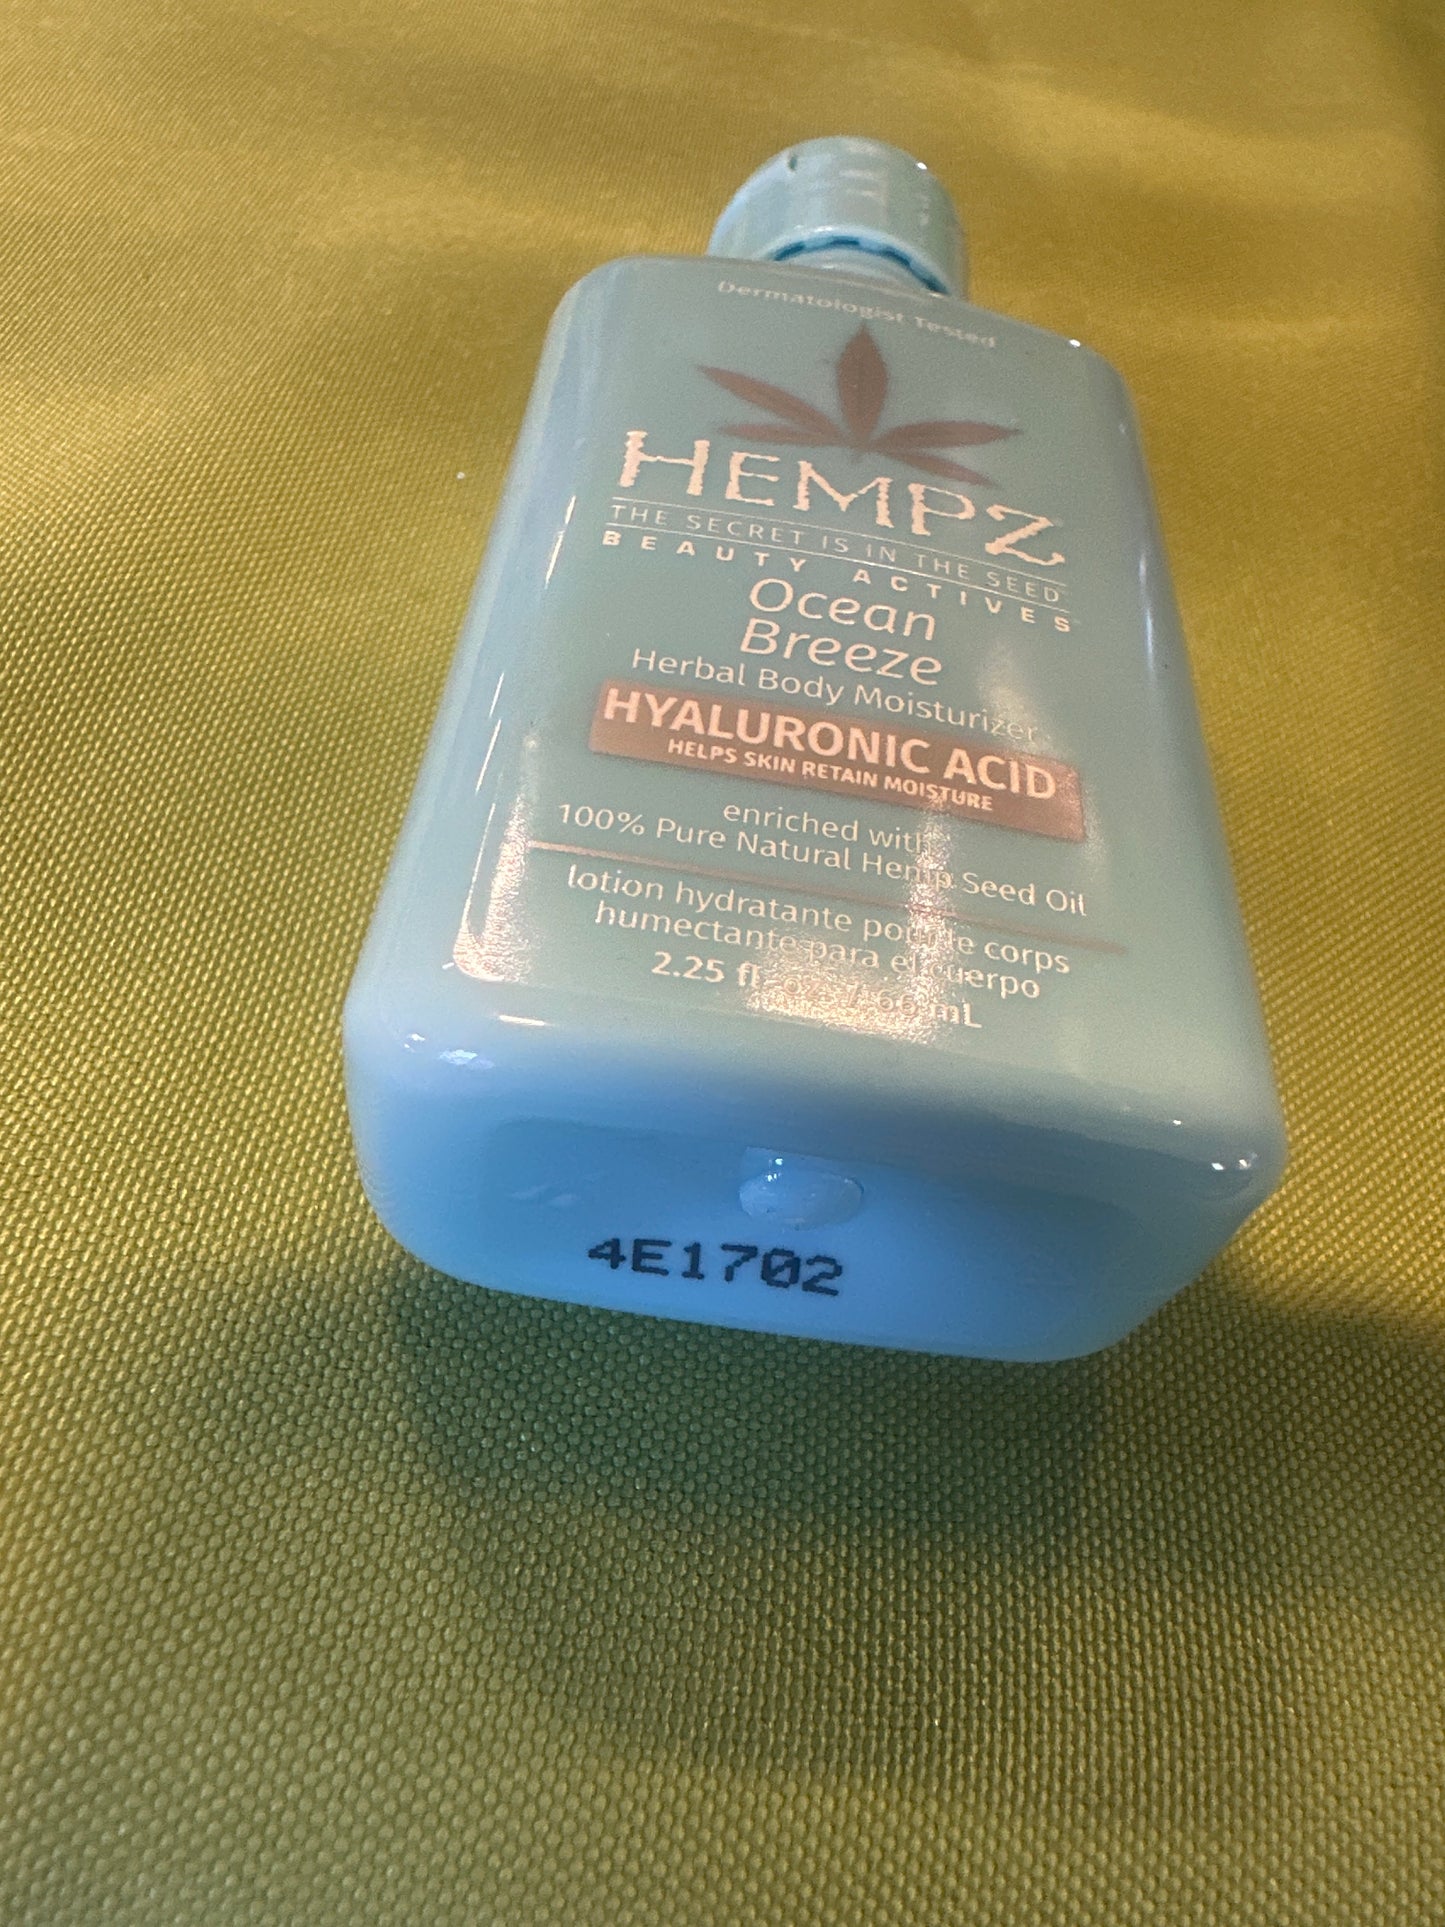 Dermatologist Tested
HEMPZ
THE SECRET IS IN THE SEED
BEAUTY ACTIVES
Ocean
Breeze
Herbal Body Moisturizer
HYALURONIC ACID
HELPS SKIN RETAIN MOISTURE
enriched with
100% Pure Natural Hemp Seed Oil
lotion hydratante pour le corps
humectante para el cuerpo
2.25 fl. oz. / 66 mL
4E1702